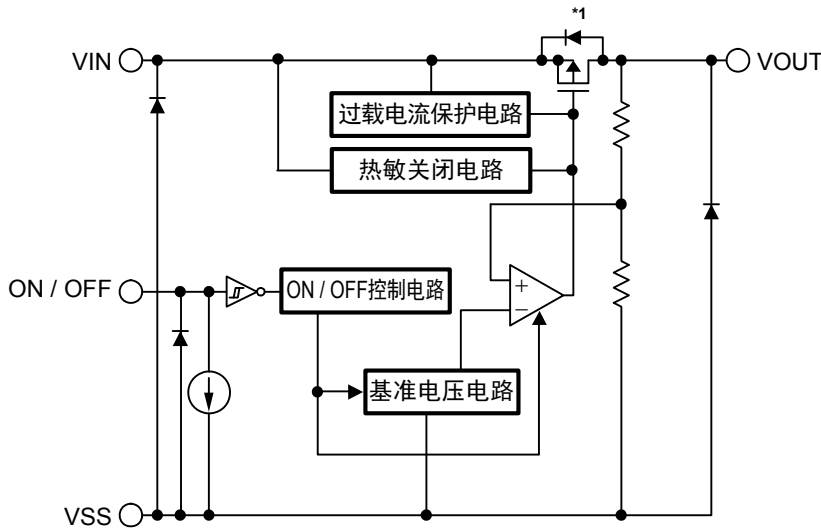 *1
VIN
VOUT
过载电流保护电路
热敏关闭电路
ON / OFF
ON / OFF控制电路
+
−
基准电压电路
VSS